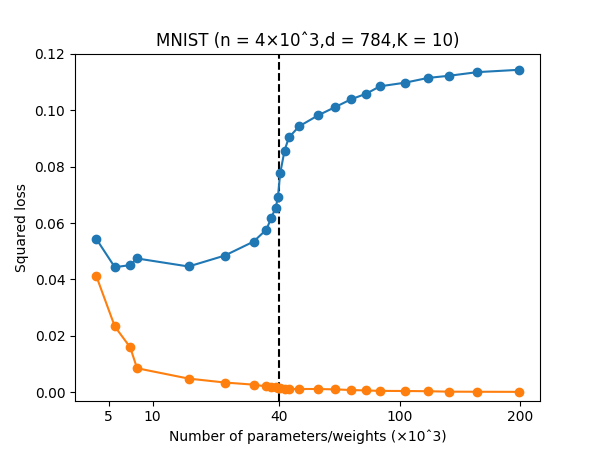 MNIST (n = 4×10ˆ3,d = 784,K = 10)
0.12
0.10
0.08
0.06
0.04
0.02
0.00
Squared loss
5 10 40 100 200
Number of parameters/weights (×10ˆ3)